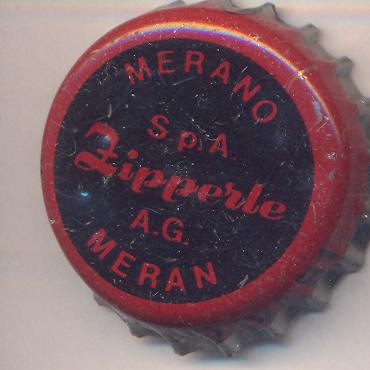 MERANO
S.p.A.
Zipperle
A.G.
MERAN